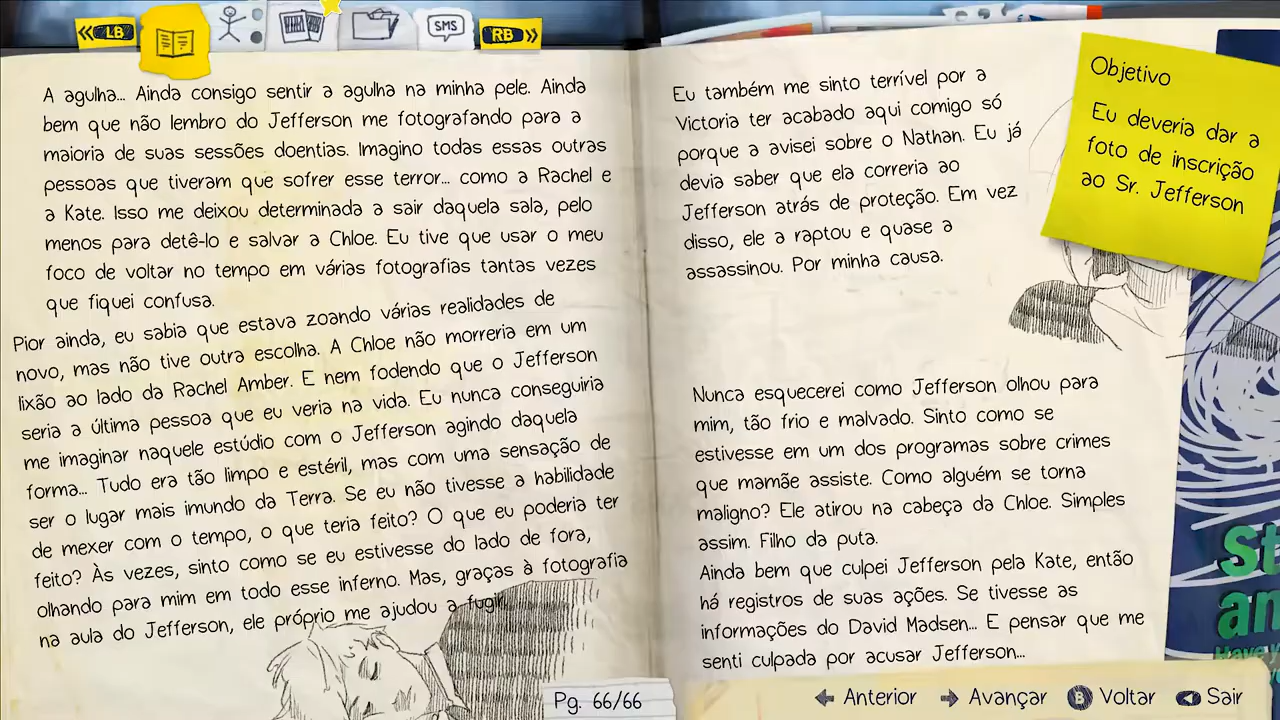 LB
SMS
RB
A agulha... Ainda consigo sentir a agulha na minha pele. Ainda
bem que não lembro do Jefferson me fotografando para a
maioria de suas sessões doentias. Imagino todas essas outras
pessoas que tiveram que sofrer esse terror... como a Rachel e
a Kate. Isso me deixou determinada a sair daquela sala, pelo
menos para detê-lo e salvar a Chloe. Eu tive que usar o meu
foco de voltar no tempo em várias fotografias tantas vezes
que fiquei confusa.
Pior ainda, eu sabia que estava zoando várias realidades de
novo, mas não tive outra escolha. A Chloe não morreria em um
lixão ao lado da Rachel Amber. E nem fodendo que o Jefferson
seria a última pessoa que eu veria na vida. Eu nunca conseguiria
me imaginar naquele estúdio com o Jefferson agindo daquela
forma... Tudo era tão limpo e estéril, mas com uma sensação de
ser o lugar mais imundo da Terra. Se eu não tivesse a habilidade
de mexer com o tempo, o que teria feito? O que eu poderia ter
feito? Às vezes, sinto como se eu estivesse do lado de fora,
olhando para mim em todo esse inferno. Mas, graças à fotografia
na aula do Jefferson, ele próprio me ajudou a fugir.
Eu também me sinto terrível por a
Victoria ter acabado aqui comigo só
porque a avisei sobre o Nathan. Eu já
devia saber que ela correria ao
Jefferson atrás de proteção. Em vez
disso, ele a raptou e quase a
assassinou. Por minha causa.
Nunca esquecerei como Jefferson olhou para
mim, tão frio e malvado. Sinto como se
estivesse em um dos programas sobre crimes
que mamãe assiste. Como alguém se torna
maligno? Ele atirou na cabeça da Chloe. Simples
assim. Filho da puta.
Ainda bem que culpei Jefferson pela Kate, então
há registros de suas ações. Se tivesse as
informações do David Madsen... E pensar que me
senti culpada por acusar Jefferson...
Objetivo
Eu deveria dar a
foto de inscrição
ao Sr. Jefferson
St
an
Have y
Pg. 66/66
Anterior
Avançar
B Voltar
Sair